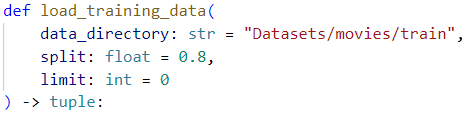 def load_training_data(
    data_directory: str = "Datasets/movies/train",
    split: float = 0.8,
    limit: int = 0
) -> tuple: